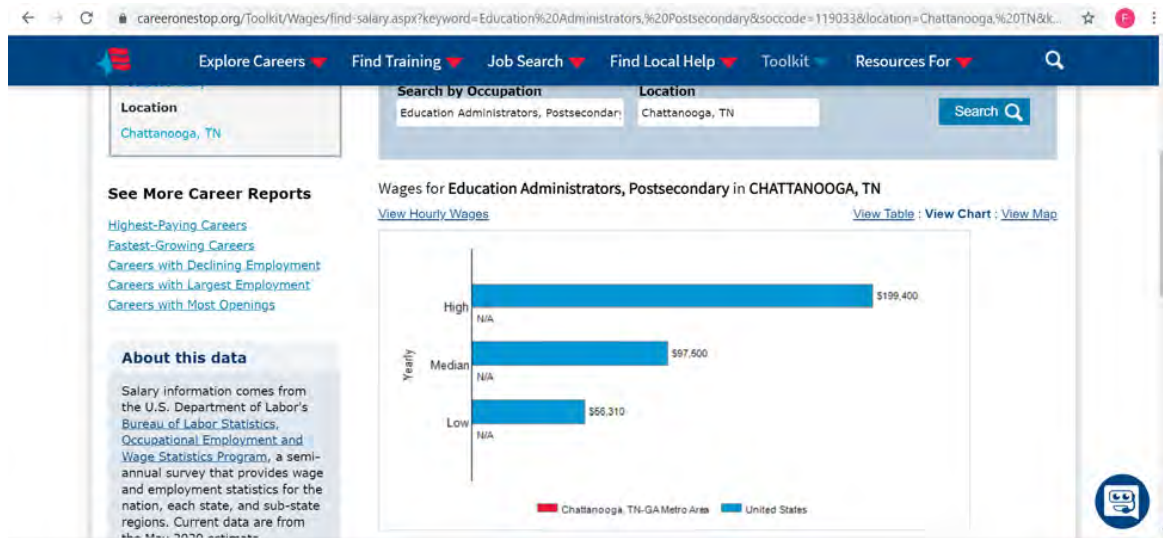 careeronestop.org/Toolkit/Wages/find-salary.aspx?keyword=Education%20Administrators,%20Postsecondary&soccode=119033&location=Chattanooga,%20TN&k...
Explore Careers
Find Training
Job Search
Find Local Help
Toolkit
Resources For
Location
Chattanooga, TN
Search by Occupation
Location
Education Administrators, Postsecondar
Chattanooga, TN
Search
See More Career Reports
Highest-Paying Careers
Fastest-Growing Careers
Careers with Declining Employment
Careers with Largest Employment
Careers with Most Openings
About this data
Salary information comes from
the U.S. Department of Labor's
Bureau of Labor Statistics,
Occupational Employment and
Wage Statistics Program, a semi-
annual survey that provides wage
and employment statistics for the
nation, each state, and sub-state
regions. Current data are from
the May 2020 estimate
Wages for Education Administrators, Postsecondary in CHATTANOOGA, TN
View Hourly Wages
View Table : View Chart : View Map
Yearly
High
$199,400
N/A
Median
$97,500
N/A
Low
$56,310
N/A
Chattanooga, TN-GA Metro Area
United States